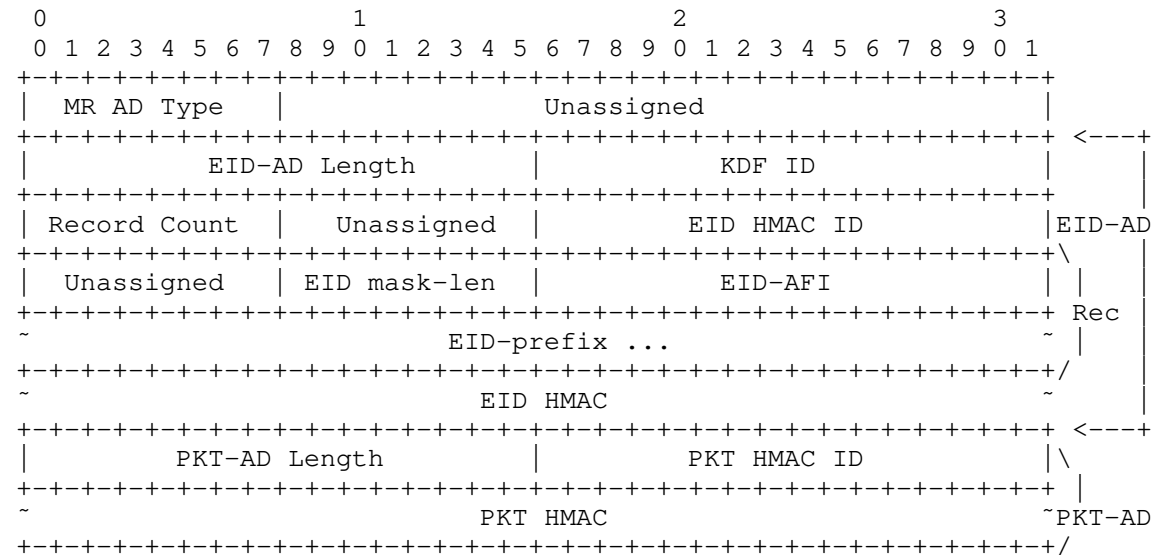 0                   1                   2                   3
 0 1 2 3 4 5 6 7 8 9 0 1 2 3 4 5 6 7 8 9 0 1 2 3 4 5 6 7 8 9 0 1
+-+-+-+-+-+-+-+-+-+-+-+-+-+-+-+-+-+-+-+-+-+-+-+-+-+-+-+-+-+-+-+-+
|  MR AD Type   |                Unassigned                     |
+-+-+-+-+-+-+-+-+-+-+-+-+-+-+-+-+-+-+-+-+-+-+-+-+-+-+-+-+-+-+-+-+ <---+
|           EID-AD Length       |           KDF ID              |     |
+-+-+-+-+-+-+-+-+-+-+-+-+-+-+-+-+-+-+-+-+-+-+-+-+-+-+-+-+-+-+-+-+     |
| Record Count  |   Unassigned  |         EID HMAC ID           |EID-AD
+-+-+-+-+-+-+-+-+-+-+-+-+-+-+-+-+-+-+-+-+-+-+-+-+-+-+-+-+-+-+-+-+\    |
|  Unassigned   | EID mask-len  |           EID-AFI             | |   |
+-+-+-+-+-+-+-+-+-+-+-+-+-+-+-+-+-+-+-+-+-+-+-+-+-+-+-+-+-+-+-+-+ Rec |
~                          EID-prefix ...                       ~ |   |
+-+-+-+-+-+-+-+-+-+-+-+-+-+-+-+-+-+-+-+-+-+-+-+-+-+-+-+-+-+-+-+-+/    |
~                            EID HMAC                           ~     |
+-+-+-+-+-+-+-+-+-+-+-+-+-+-+-+-+-+-+-+-+-+-+-+-+-+-+-+-+-+-+-+-+ <---+
|         PKT-AD Length         |         PKT HMAC ID           |\
+-+-+-+-+-+-+-+-+-+-+-+-+-+-+-+-+-+-+-+-+-+-+-+-+-+-+-+-+-+-+-+-+ |
~                            PKT HMAC                           ~PKT-AD
+-+-+-+-+-+-+-+-+-+-+-+-+-+-+-+-+-+-+-+-+-+-+-+-+-+-+-+-+-+-+-+-+/